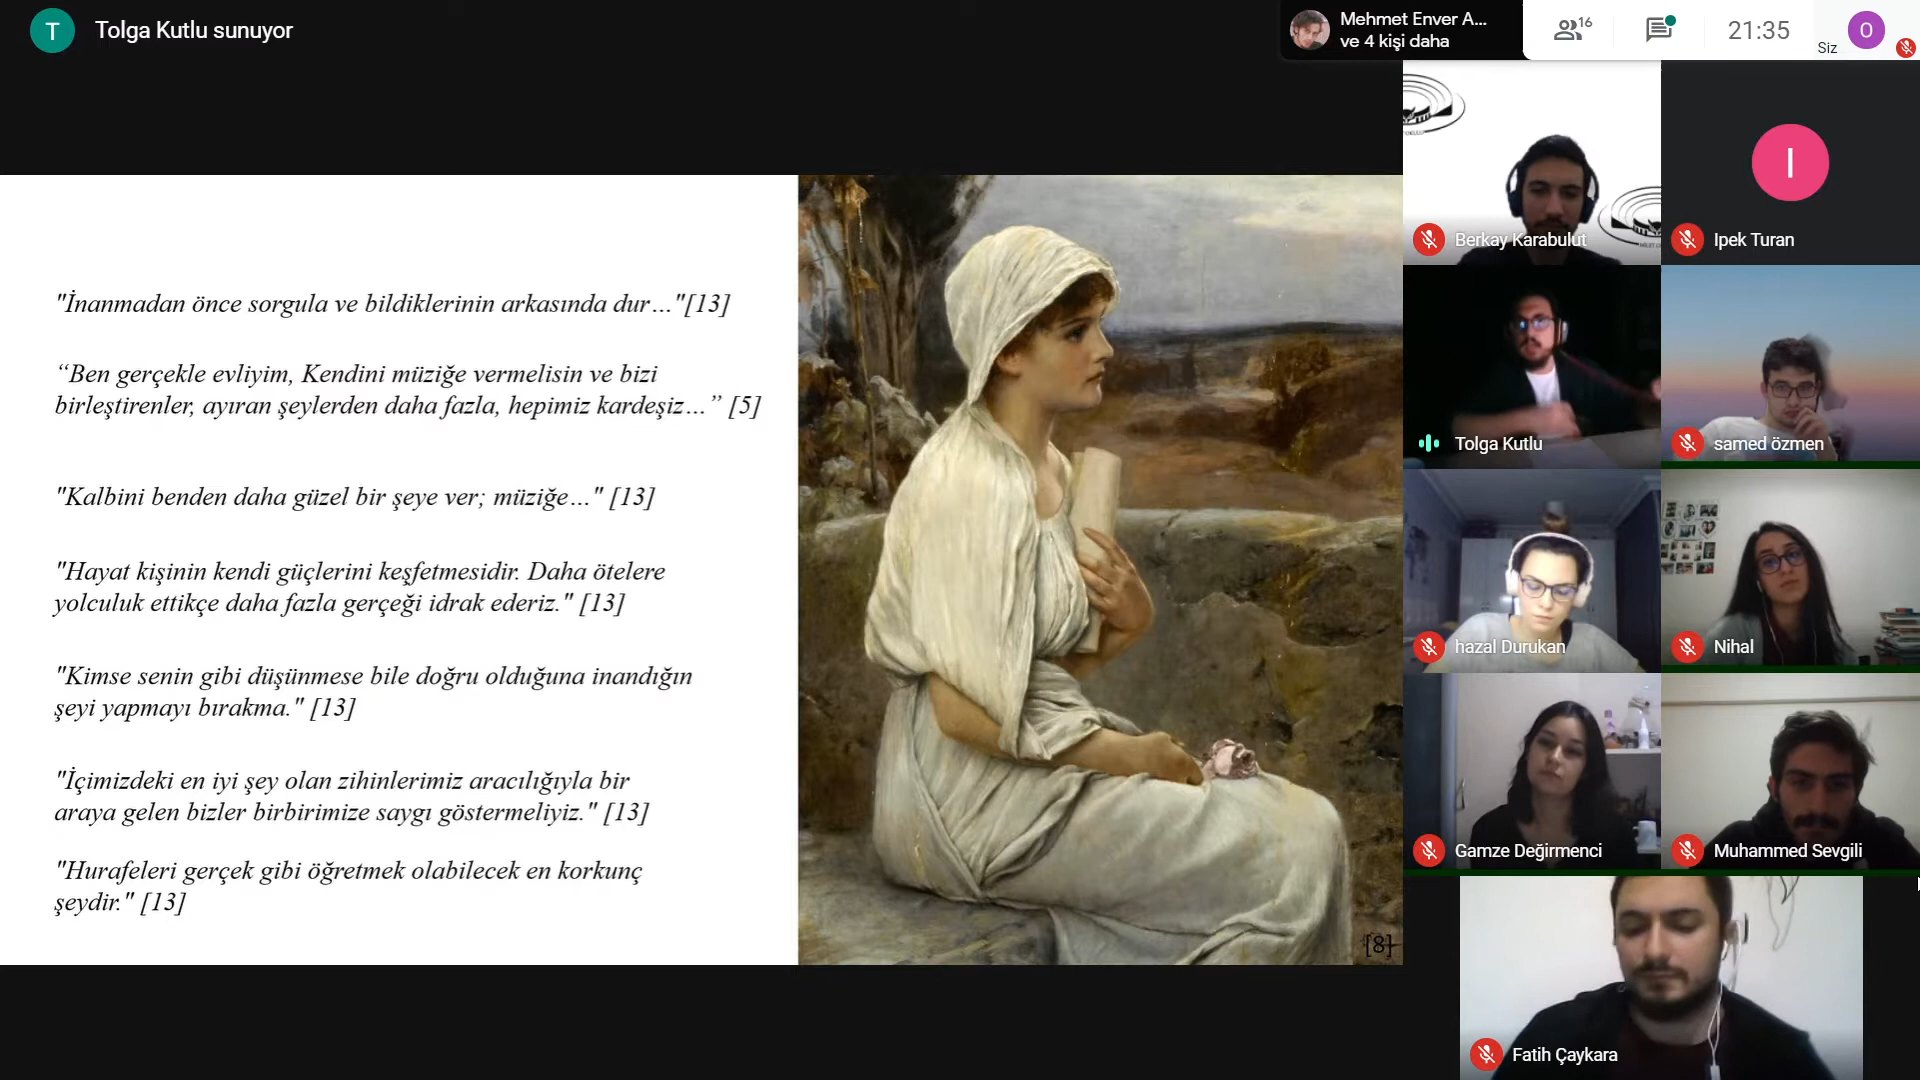 T
Tolga Kutlu sunuyor
Mehmet Enver A...
ve 4 kişi daha
16
21:35
Siz
O
"İnanmadan önce sorgula ve bildiklerinin arkasında dur…"[13]
“Ben gerçekle evliyim, Kendini müziğe vermelisin ve bizi
birleştirenler, ayıran şeylerden daha fazla, hepimiz kardeşiz…” [5]
"Kalbini benden daha güzel bir şeye ver; müziğe…" [13]
"Hayat kişinin kendi güçlerini keşfetmesidir. Daha ötelere
yolculuk ettikçe daha fazla gerçeği idrak ederiz." [13]
"Kimse senin gibi düşünmese bile doğru olduğuna inandığın
şeyi yapmayı bırakma." [13]
"İçimizdeki en iyi şey olan zihinlerimiz aracılığıyla bir
araya gelen bizler birbirimize saygı göstermeliyiz." [13]
"Hurafeleri gerçek gibi öğretmek olabilecek en korkunç
şeydir." [13]
[8]
Berkay Karabulut
I
Ipek Turan
Tolga Kutlu
samed özmen
hazal Durukan
Nihal
Gamze Değirmenci
Muhammed Sevgili
Fatih Çaykara